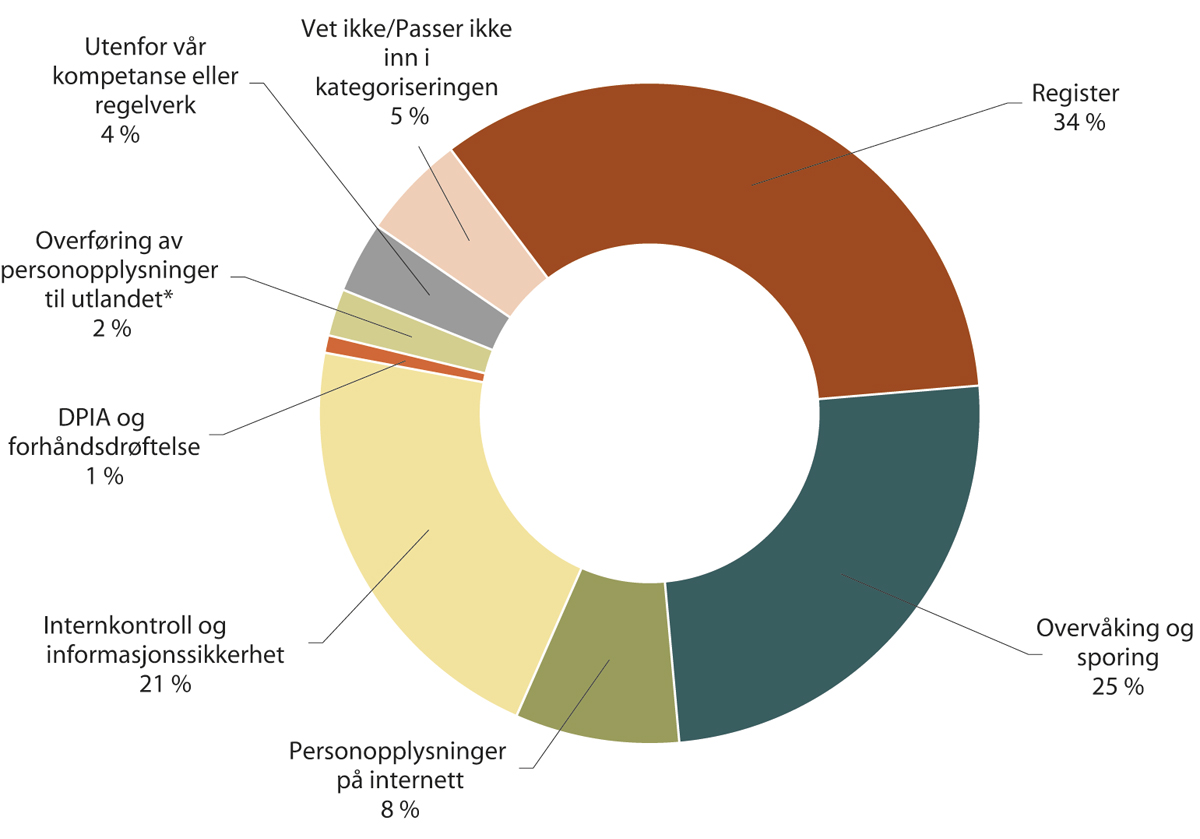 Vet ikke/Passer ikke
inn i
kategoriseringen
5 %
Utenfor vår
kompetanse eller
regelverk
4 %
Register
34 %
Overføring av
personopplysninger
til utlandet*
2 %
DPIA og
forhåndsdrøftelse
1 %
Internkontroll og
informasjonssikkerhet
21 %
Overvåking og
sporing
25 %
Personopplysninger
på internett
8 %